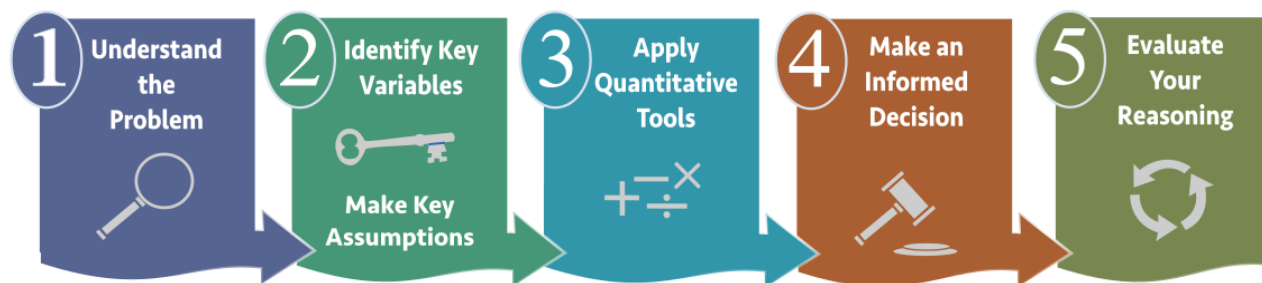 1
Understand
the
Problem
2
Identify Key
Variables
Make Key
Assumptions
3
Apply
Quantitative
Tools
4
Make an
Informed
Decision
5
Evaluate
Your
Reasoning